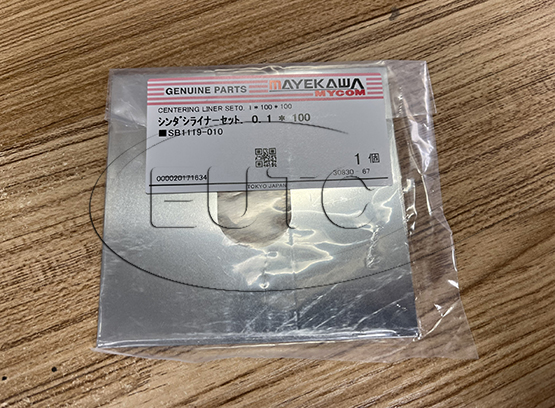 GENUINE PARTS
MAYEKAWA
MYCOM
CENTERING LINER SET0. 1*100*100
シンダシライナーセット. 0.1 * 100
■SB1119-010
1 個
000020171634
30830 67
TOKYO JAPAN
EUTC